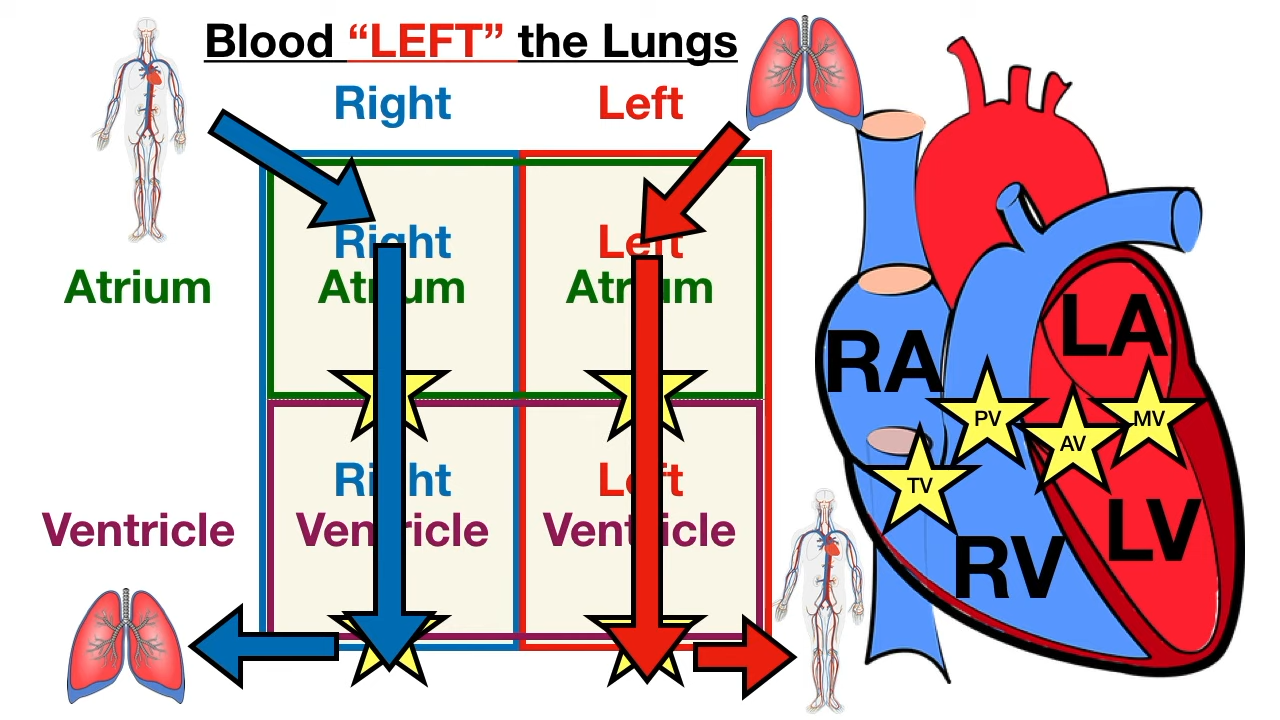 Blood “LEFT” the Lungs
Right Left
Right Left
Atrium Atrium Atrium
Right Left
Ventricle Ventricle Ventricle
RA LA
PV AV MV
TV
RV LV